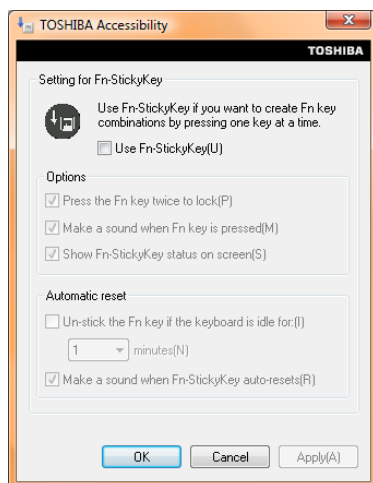 TOSHIBA Accessibility
TOSHIBA
Setting for Fn-StickyKey
Use Fn-StickyKey if you want to create Fn key
combinations by pressing one key at a time.
Use Fn-StickyKey(U)
Options
Press the Fn key twice to lock(P)
Make a sound when Fn key is pressed(M)
Show Fn-StickyKey status on screen(S)
Automatic reset
Un-stick the Fn key if the keyboard is idle for:(I)
1 minutes(N)
Make a sound when Fn-StickyKey auto-resets(R)
OK Cancel Apply(A)